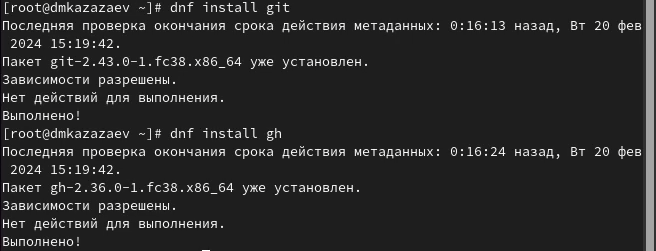 [root@dmkazazaev ~]# dnf install git
Последняя проверка окончания срока действия метаданных: 0:16:13 назад, Вт 20 фев
 2024 15:19:42.
Пакет git-2.43.0-1.fc38.x86_64 уже установлен.
Зависимости разрешены.
Нет действий для выполнения.
Выполнено!
[root@dmkazazaev ~]# dnf install gh
Последняя проверка окончания срока действия метаданных: 0:16:24 назад, Вт 20 фев
 2024 15:19:42.
Пакет gh-2.36.0-1.fc38.x86_64 уже установлен.
Зависимости разрешены.
Нет действий для выполнения.
Выполнено!